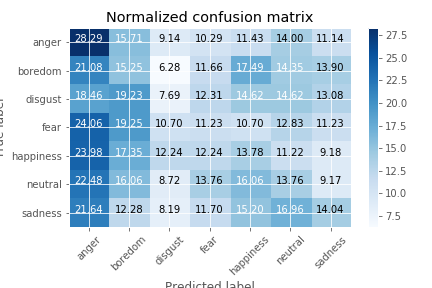 Normalized confusion matrix
anger 28.29 15.71 9.14 10.29 11.43 14.00 11.14
boredom 21.08 15.25 6.28 11.66 17.49 14.35 13.90
disgust 18.46 19.23 7.69 12.31 14.62 14.62 13.08
fear 24.06 19.25 10.70 11.23 10.70 12.83 11.23
happiness 23.98 17.35 12.24 12.24 13.78 11.22 9.18
neutral 22.48 16.06 8.72 13.76 16.06 13.76 9.17
sadness 21.64 12.28 8.19 11.70 15.20 16.96 14.04
anger boredom disgust fear happiness neutral sadness
Predicted label
True label
27.5
25.0
22.5
20.0
17.5
15.0
12.5
10.0
7.5